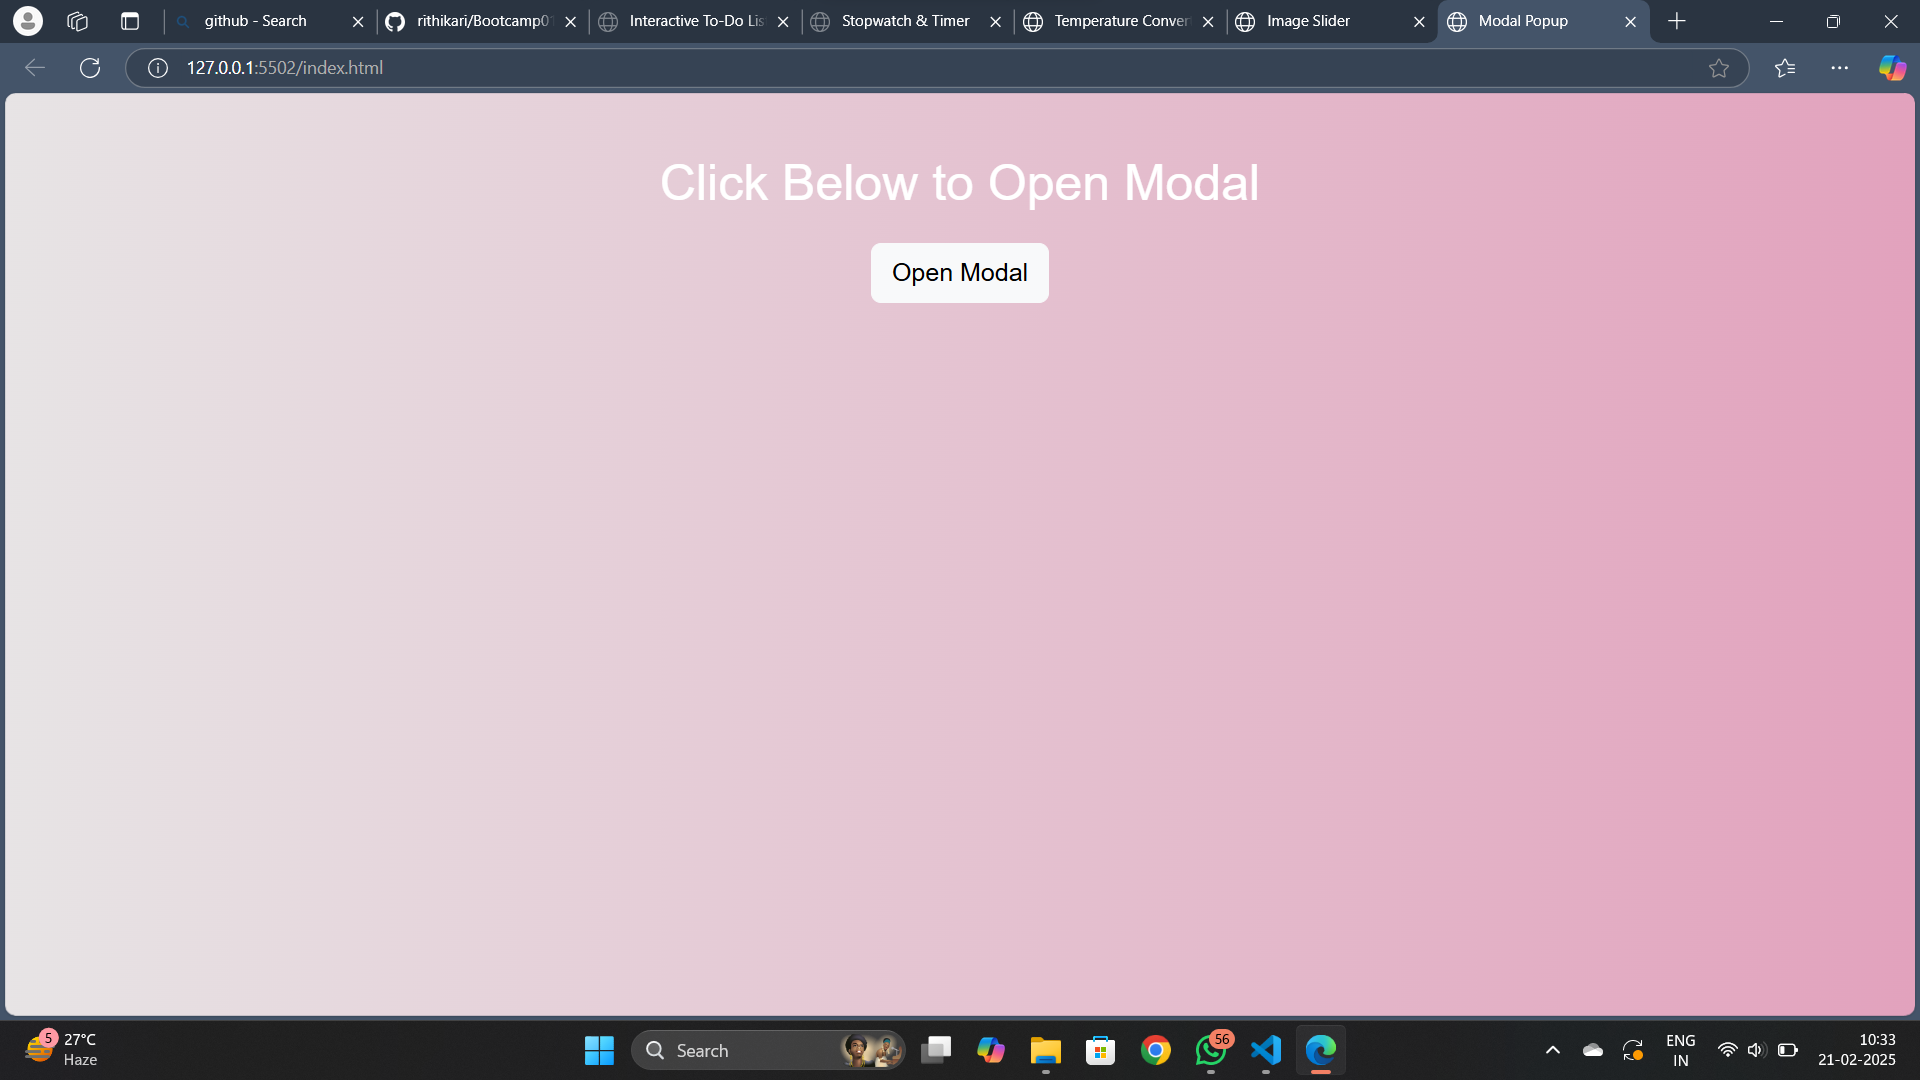 github - Search
rithikari/Bootcamp01
Interactive To-Do Lis
Stopwatch & Timer
Temperature Conver
Image Slider
Modal Popup
127.0.0.1:5502/index.html
Click Below to Open Modal
Open Modal
5
27°C
Haze
Search
56
ENG
IN
10:33
21-02-2025